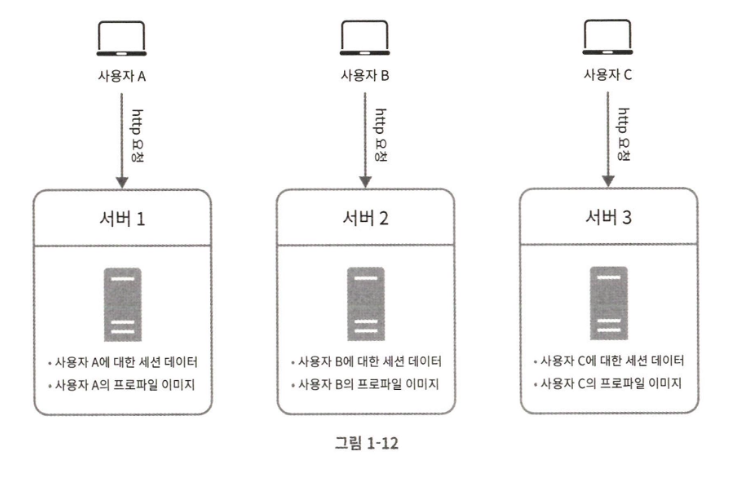 사용자 A
사용자 B
사용자 C
http 요청
http 요청
http 요청
서버 1
서버 2
서버 3
• 사용자 A에 대한 세션 데이터
• 사용자 A의 프로파일 이미지
• 사용자 B에 대한 세션 데이터
• 사용자 B의 프로파일 이미지
• 사용자 C에 대한 세션 데이터
• 사용자 C의 프로파일 이미지
그림 1-12